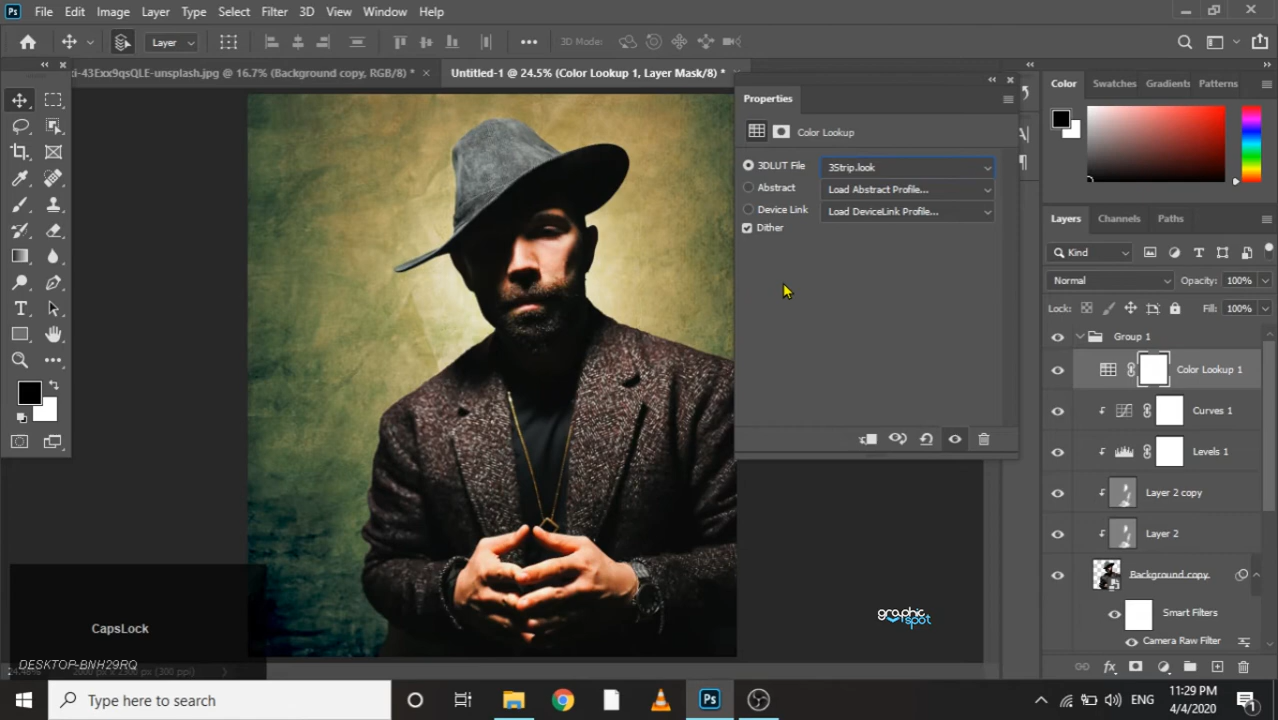 Ps File Edit Image Layer Type Select Filter 3D View Window Help
Layer 3D Mode:
ki-43Exx9qsQLE-unsplash.jpg @ 16.7% (Background copy, RGB/8) *
Untitled-1 @ 24.5% (Color Lookup 1, Layer Mask/8) *
Properties
Color Lookup
3DLUT File 3Strip.look
Abstract Load Abstract Profile...
Device Link Load DeviceLink Profile...
Dither
Color Swatches Gradients Patterns
Layers Channels Paths
Kind
Normal Opacity: 100%
Lock: Fill: 100%
Group 1
Color Lookup 1
Curves 1
Levels 1
Layer 2 copy
Layer 2
Background copy
Smart Filters
Camera Raw Filter
fx
graphic
spot
CapsLock
DESKTOP-BNH29RQ
Type here to search
Ps
ENG
11:29 PM
4/4/2020
1